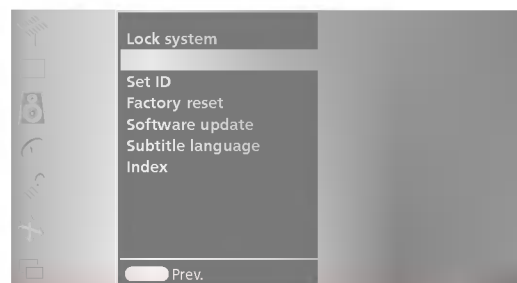 Lock system
Set ID
Factory reset
Software update
Subtitle language
Index
Prev.